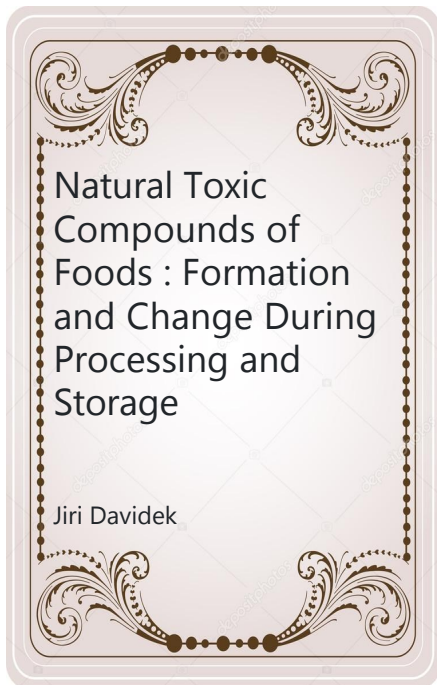 Natural Toxic
Compounds of
Foods : Formation
and Change During
Processing and
Storage
Jiri Davidek